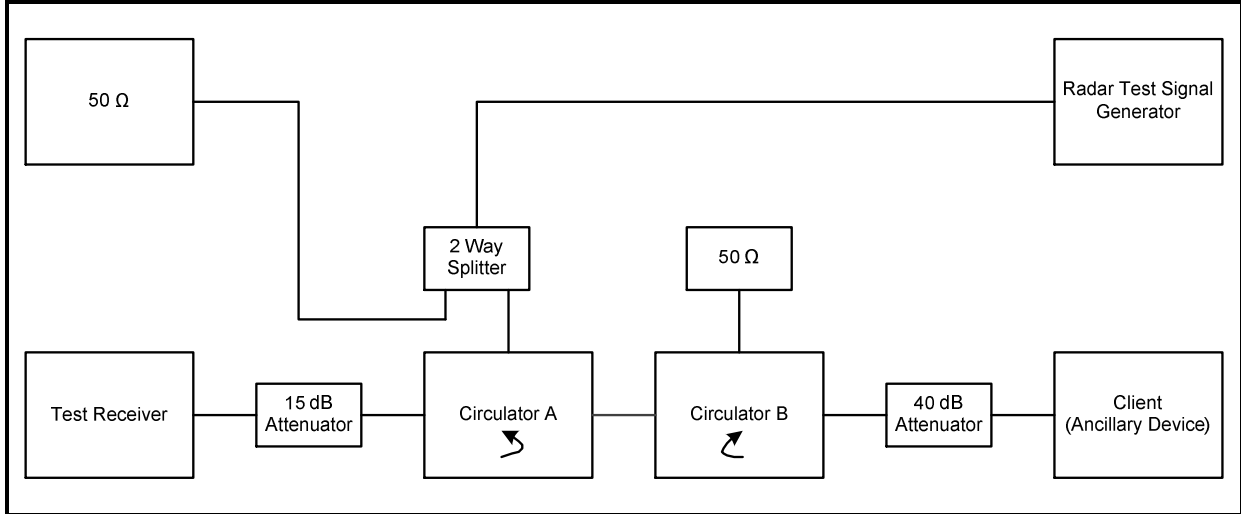 50 Ω
Radar Test Signal
Generator
2 Way
Splitter
50 Ω
Test Receiver
15 dB
Attenuator
Circulator A
Circulator B
40 dB
Attenuator
Client
(Ancillary Device)